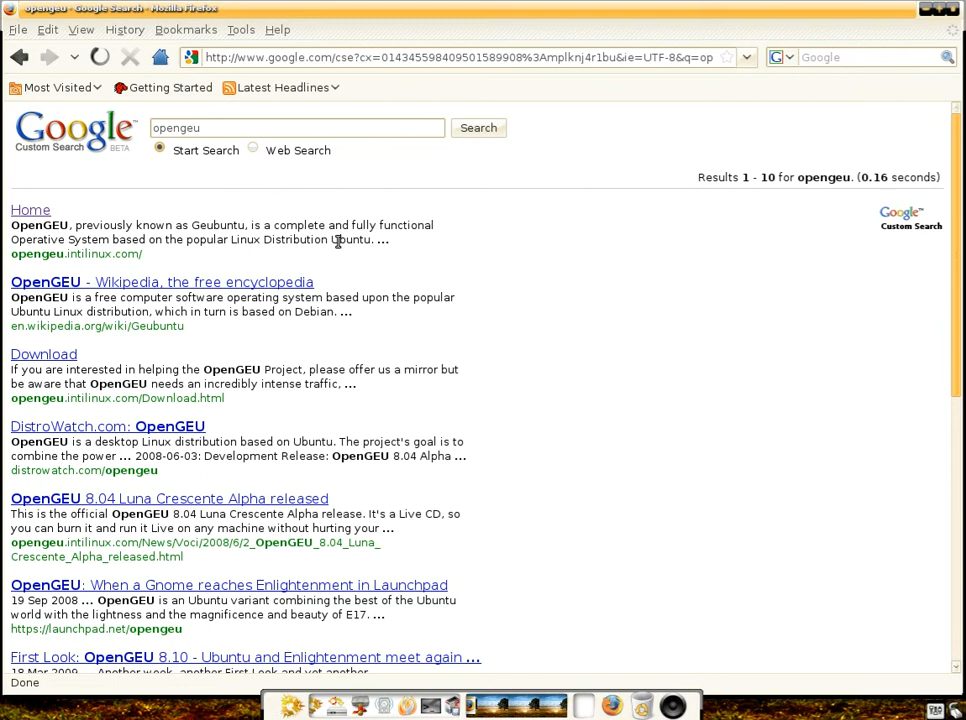 opengeu - Google Search - Mozilla Firefox
File Edit View History Bookmarks Tools Help
http://www.google.com/cse?cx=014345598409501589908%3Amplknj4r1bu&ie=UTF-8&q=op
Google
Most Visited Getting Started Latest Headlines
Google
Custom Search BETA
opengeu
Search
Start Search Web Search
Results 1 - 10 for opengeu. (0.16 seconds)
Google™
Custom Search
Home
OpenGEU, previously known as Geubuntu, is a complete and fully functional
Operative System based on the popular Linux Distribution Ubuntu. ...
opengeu.intilinux.com/
OpenGEU - Wikipedia, the free encyclopedia
OpenGEU is a free computer software operating system based upon the popular
Ubuntu Linux distribution, which in turn is based on Debian. ...
en.wikipedia.org/wiki/Geubuntu
Download
If you are interested in helping the OpenGEU Project, please offer us a mirror but
be aware that OpenGEU needs an incredibly intense traffic, ...
opengeu.intilinux.com/Download.html
DistroWatch.com: OpenGEU
OpenGEU is a desktop Linux distribution based on Ubuntu. The project's goal is to
combine the power ... 2008-06-03: Development Release: OpenGEU 8.04 Alpha ...
distrowatch.com/opengeu
OpenGEU 8.04 Luna Crescente Alpha released
This is the official OpenGEU 8.04 Luna Crescente Alpha release. It's a Live CD, so
you can burn it and run it Live on any machine without hurting your ...
opengeu.intilinux.com/News/Voci/2008/6/2_OpenGEU_8.04_Luna_
Crescente_Alpha_released.html
OpenGEU: When a Gnome reaches Enlightenment in Launchpad
19 Sep 2008 ... OpenGEU is an Ubuntu variant combining the best of the Ubuntu
world with the lightness and the magnificence and beauty of E17. ...
https://launchpad.net/opengeu
First Look: OpenGEU 8.10 - Ubuntu and Enlightenment meet again ...
18 Mar 2009 ... Another week, another First Look and yet another
Done